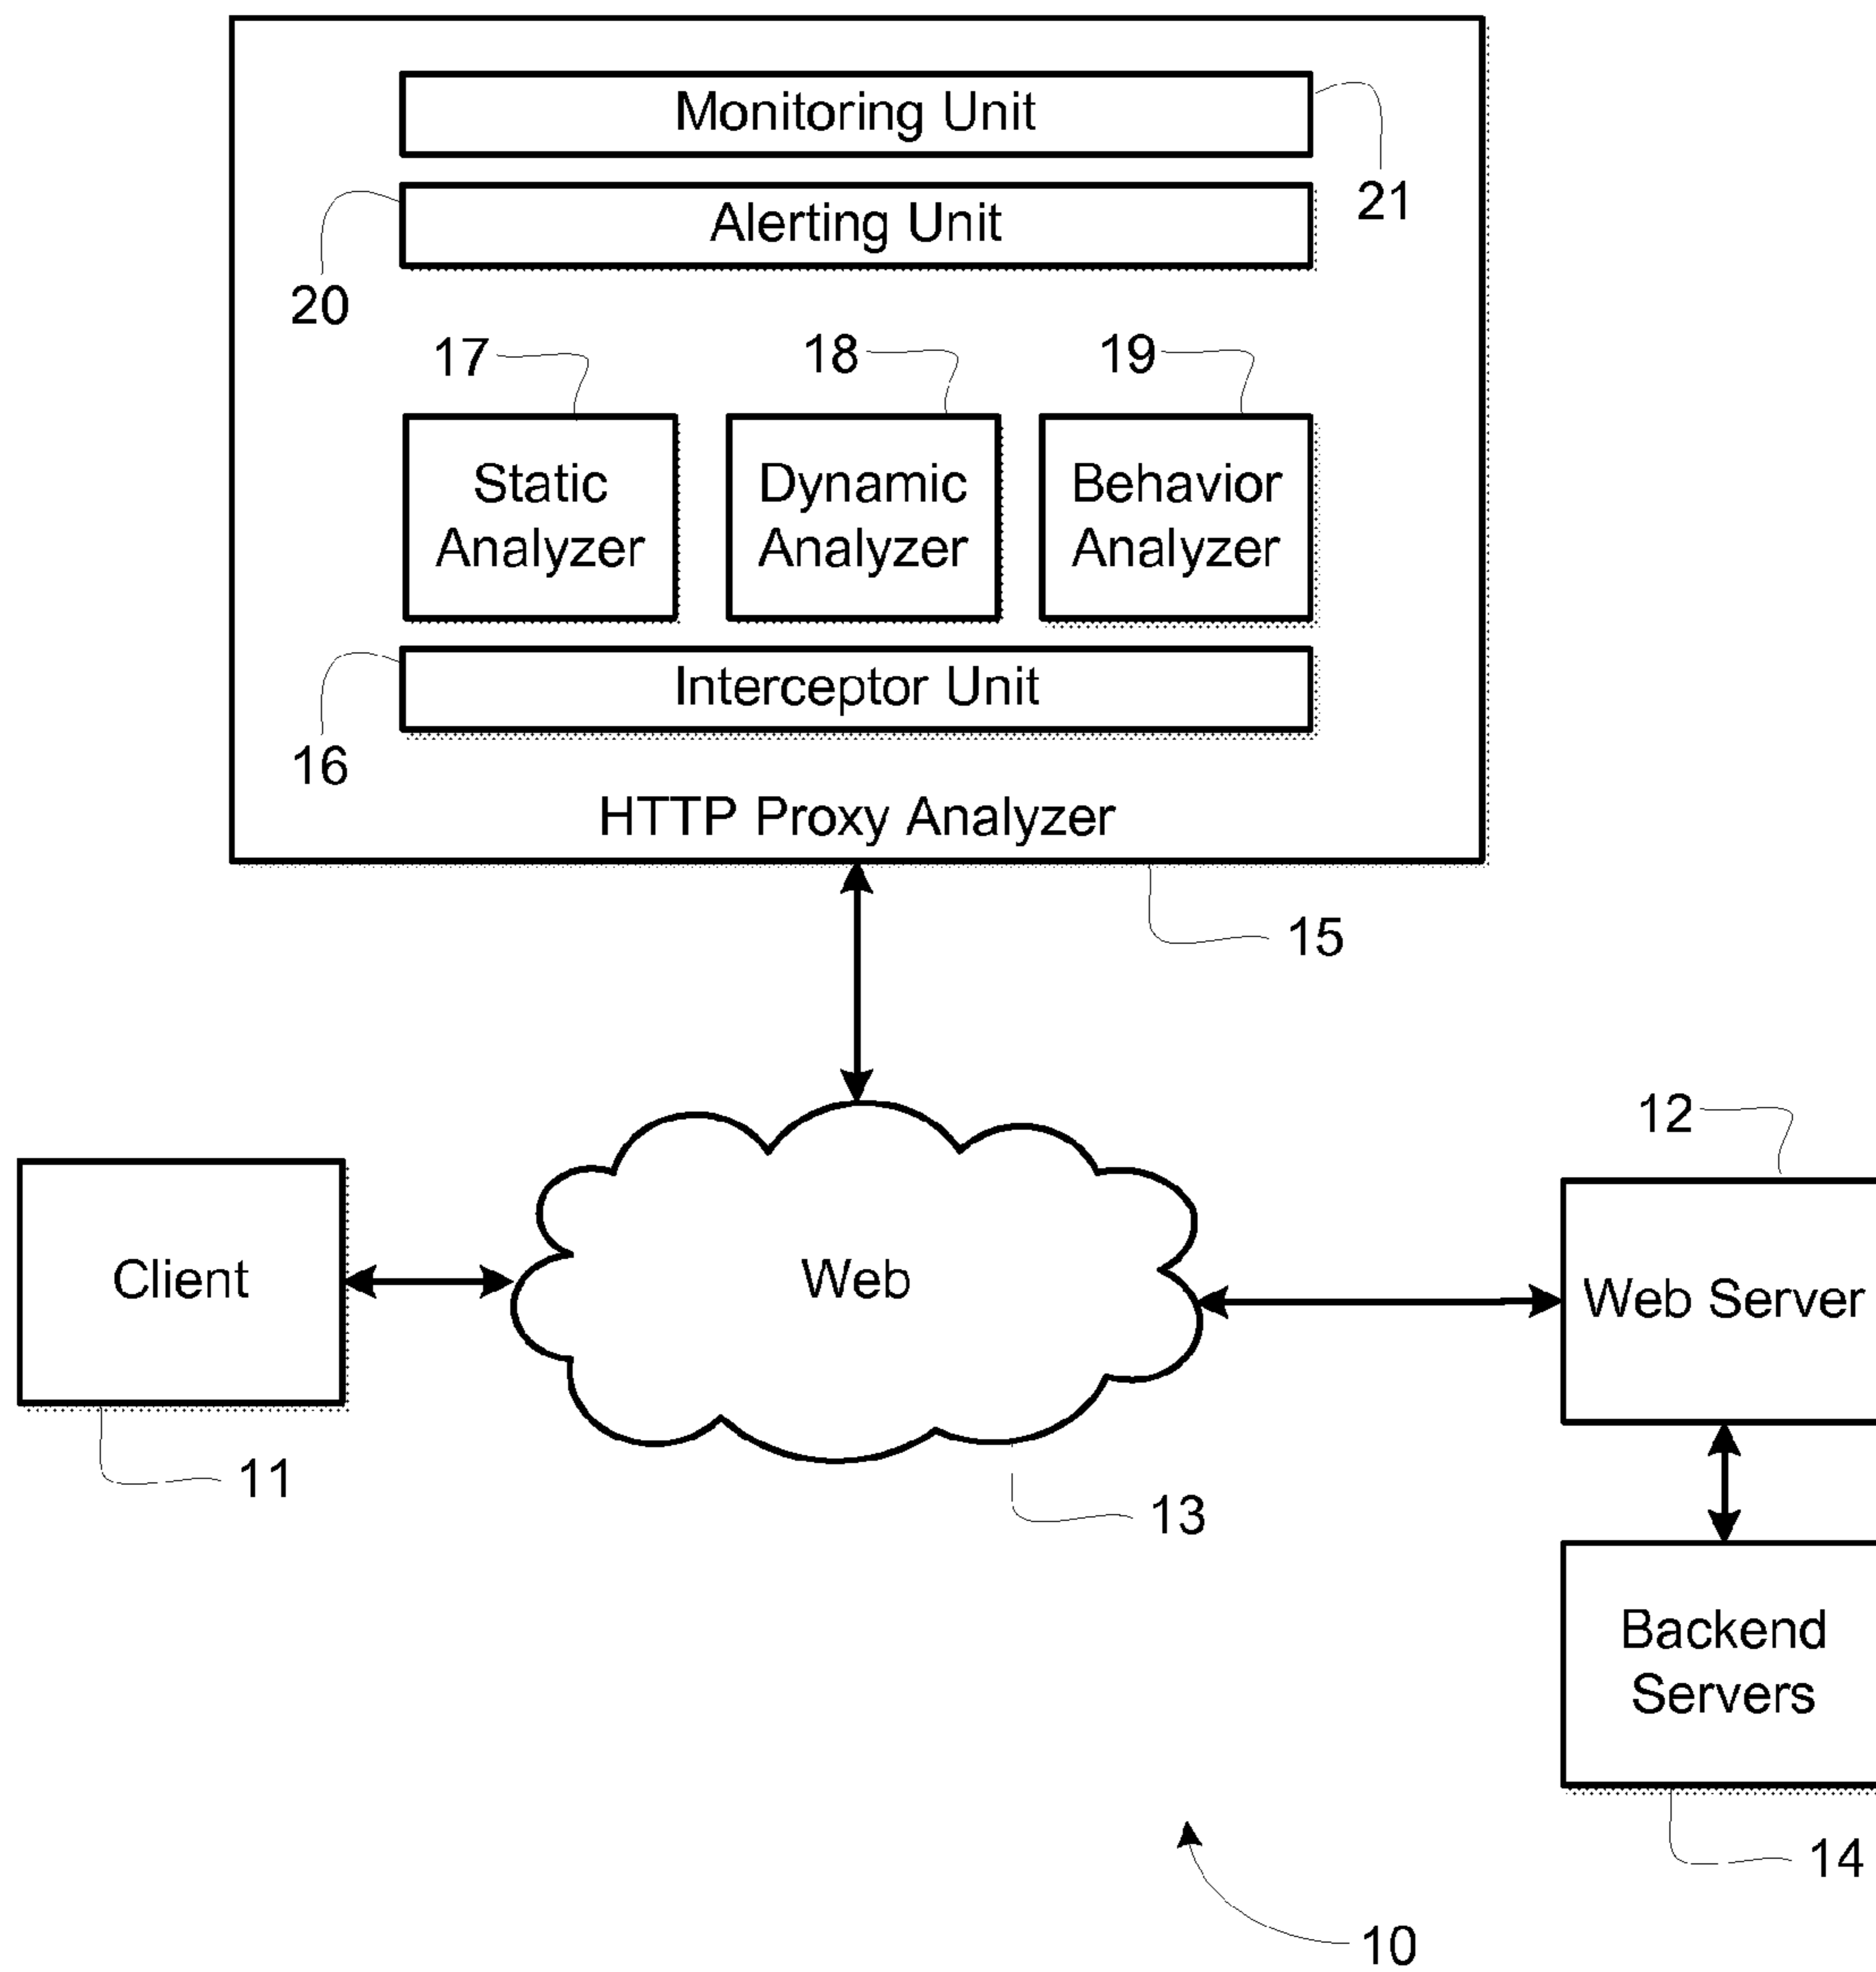 Monitoring Unit
21
Alerting Unit
20
17
18
19
Static
Analyzer
Dynamic
Analyzer
Behavior
Analyzer
Interceptor Unit
16
HTTP Proxy Analyzer
15
12
Client
Web
Web Server
11
13
Backend
Servers
14
10